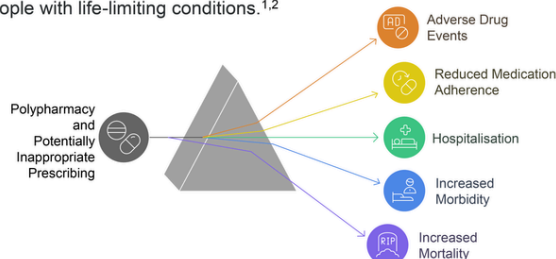 ople with life-limiting conditions.1,2
Polypharmacy
and
Potentially
Inappropriate
Prescribing
AD
Adverse Drug
Events
Reduced Medication
Adherence
Hospitalisation
Increased
Morbidity
RIP
Increased
Mortality